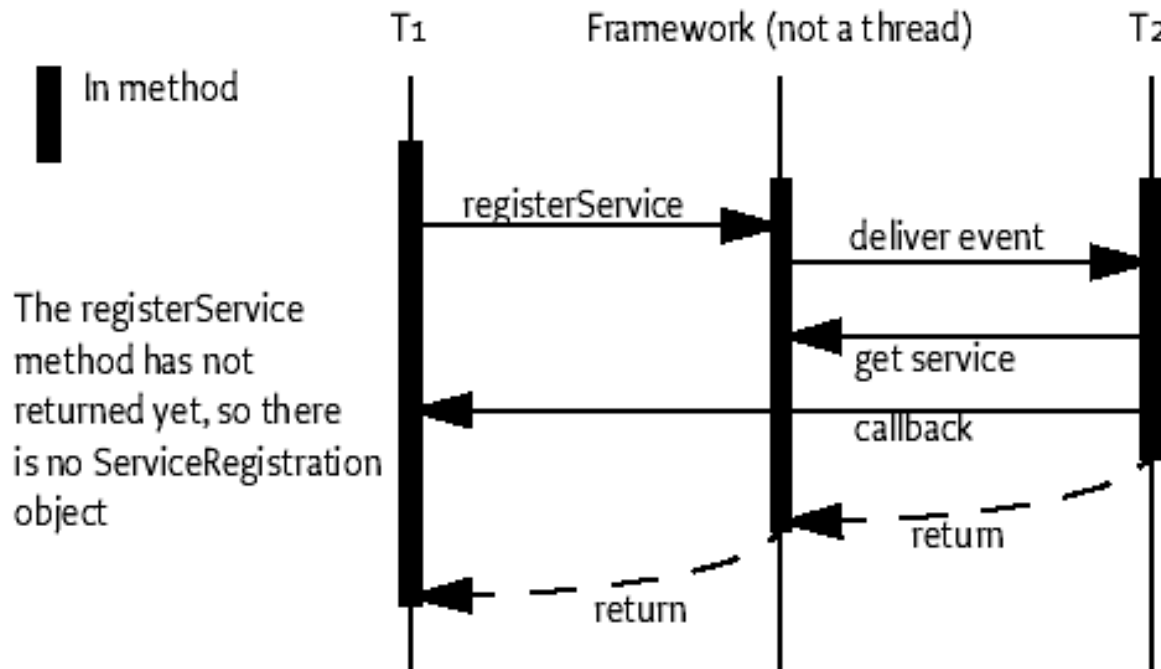 T1
Framework (not a thread)
T2
In method
registerService
deliver event
The registerService
method has not
returned yet, so there
is no ServiceRegistration
object
get service
callback
return
return